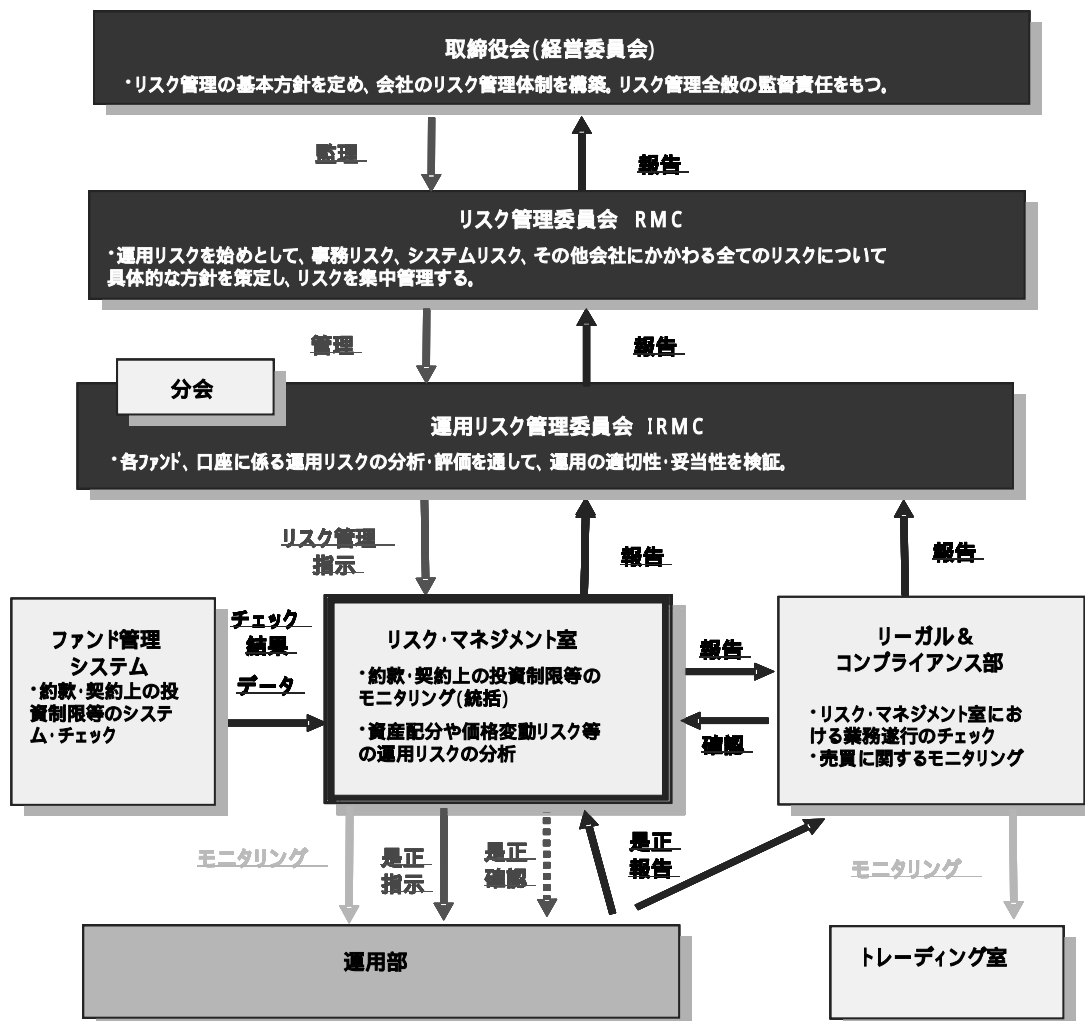 取締役会(経営委員会)
・リスク管理の基本方針を定め、会社のリスク管理体制を構築。リスク管理全般の監督責任をもつ。
監理
報告
リスク管理委員会 RMC
・運用リスクを始めとして、事務リスク、システムリスク、その他会社にかかわる全てのリスクについて
具体的な方針を策定し、リスクを集中管理する。
管理
報告
分会
運用リスク管理委員会 IRMC
・各ファンド、口座に係る運用リスクの分析・評価を通して、運用の適切性・妥当性を検証。
リスク管理
指示
報告
報告
ファンド管理
システム
・約款・契約上の投
資制限等のシステ
ム・チェック
チェック
結果
データ
リスク・マネジメント室
・約款・契約上の投資制限等の
モニタリング(統括)
・資産配分や価格変動リスク等
の運用リスクの分析
報告
確認
リーガル&
コンプライアンス部
・リスク・マネジメント室にお
ける業務遂行のチェック
・売買に関するモニタリング
モニタリング
是正
指示
是正
確認
是正
報告
モニタリング
運用部
トレーディング室